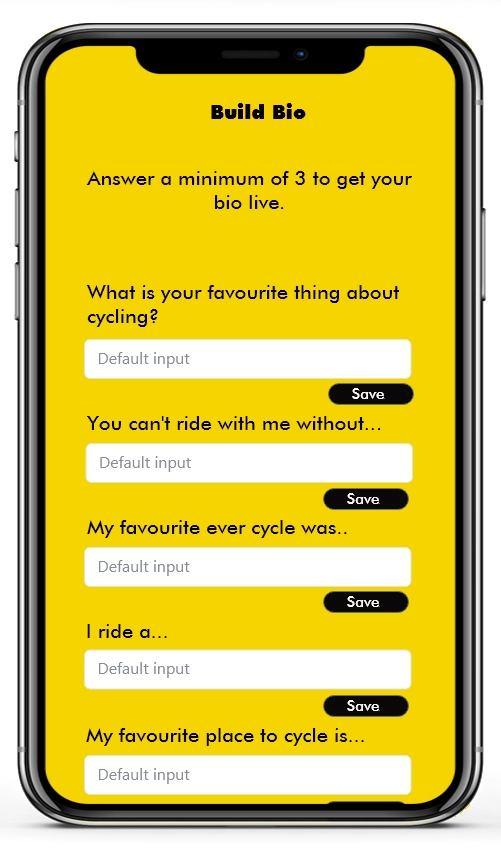 Build Bio
Answer a minimum of 3 to get your
bio live.
What is your favourite thing about
cycling?
Default input
Save
You can't ride with me without...
Default input
Save
My favourite ever cycle was..
Default input
Save
I ride a...
Default input
Save
My favourite place to cycle is...
Default input